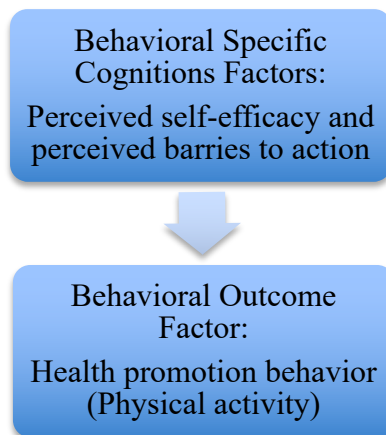 Behavioral Specific
Cognitions Factors:
Perceived self-efficacy and
perceived barries to action
Behavioral Outcome
Factor:
Health promotion behavior
(Physical activity)